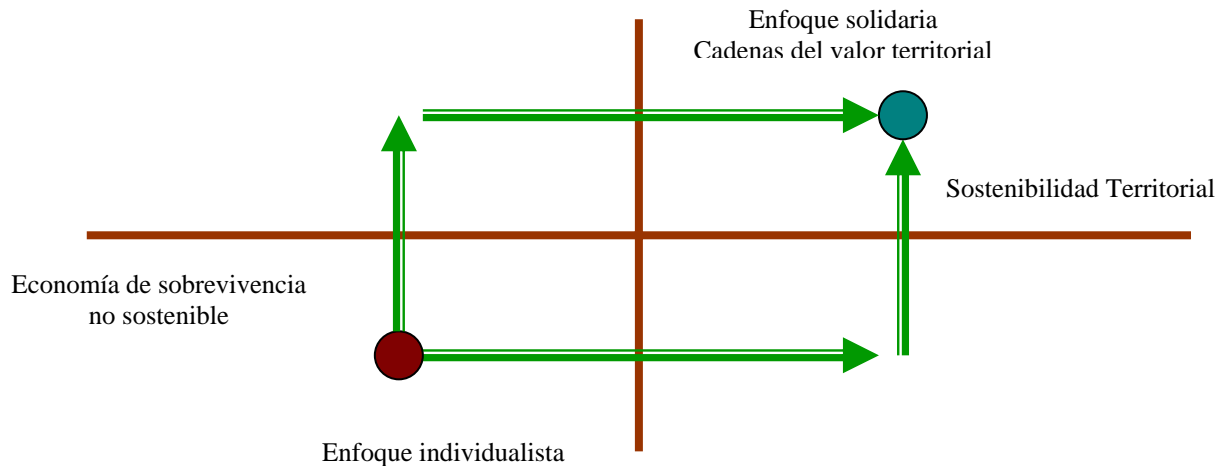 Enfoque solidaria
Cadenas del valor territorial
Sostenibilidad Territorial
Economía de sobrevivencia
no sostenible
Enfoque individualista